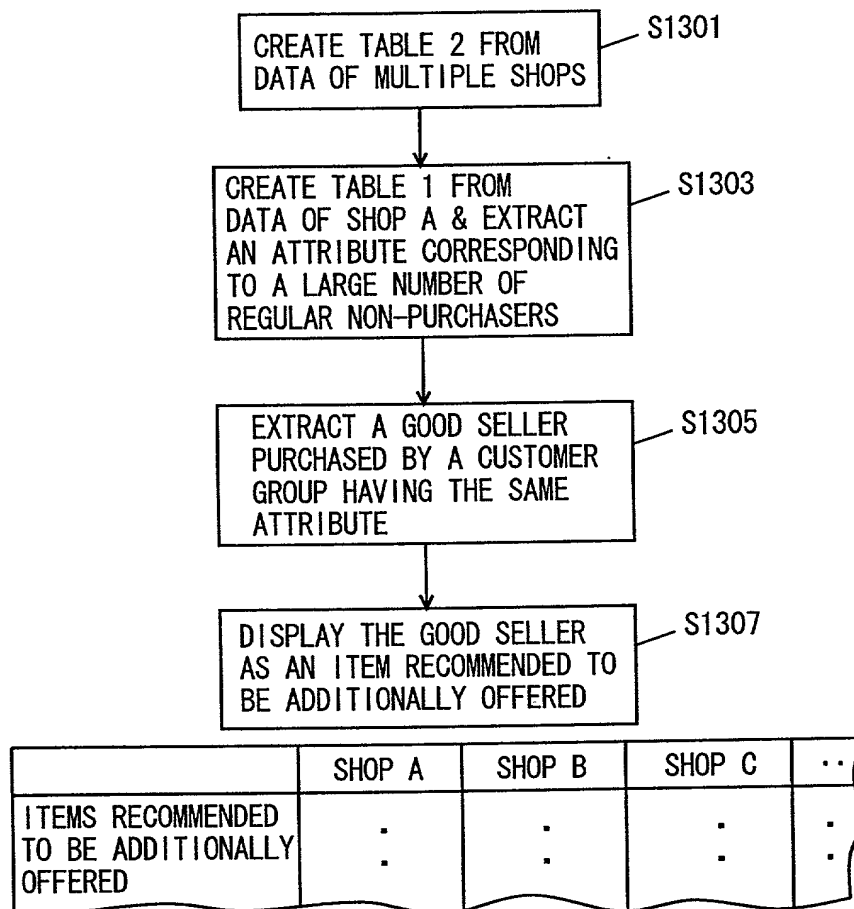 CREATE TABLE 2 FROM
DATA OF MULTIPLE SHOPS
S1301
CREATE TABLE 1 FROM
DATA OF SHOP A & EXTRACT
AN ATTRIBUTE CORRESPONDING
TO A LARGE NUMBER OF
REGULAR NON-PURCHASERS
S1303
EXTRACT A GOOD SELLER
PURCHASED BY A CUSTOMER
GROUP HAVING THE SAME
ATTRIBUTE
S1305
DISPLAY THE GOOD SELLER
AS AN ITEM RECOMMENDED TO
BE ADDITIONALLY OFFERED
S1307
SHOP A SHOP B SHOP C ..
ITEMS RECOMMENDED
TO BE ADDITIONALLY
OFFERED